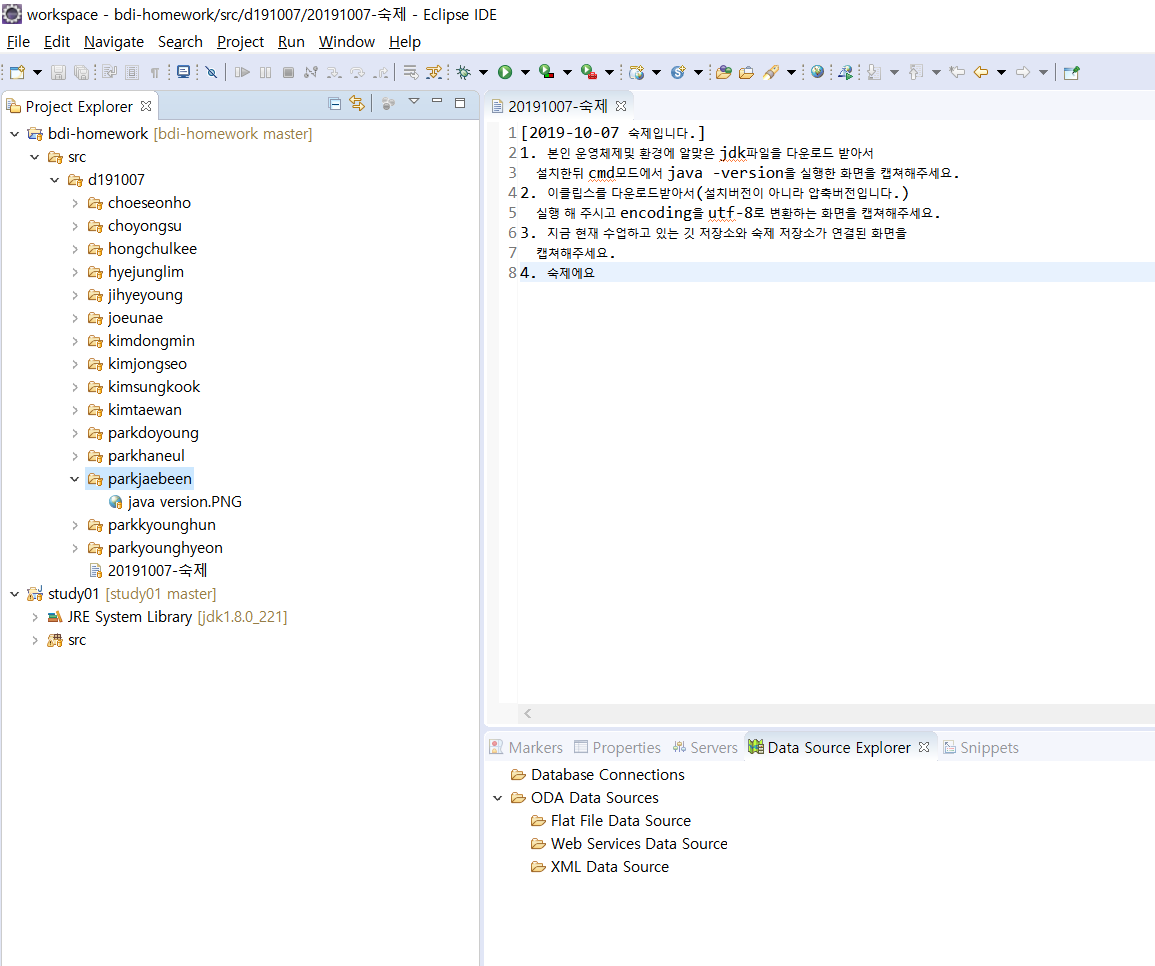 workspace - bdi-homework/src/d191007/20191007-숙제 - Eclipse IDE
File Edit Navigate Search Project Run Window Help
Project Explorer
bdi-homework [bdi-homework master]
src
d191007
choeseonho
choyongsu
hongchulkee
hyejunglim
jihyeyoung
joeunae
kimdongmin
kimjongseo
kimsungkook
kimtaewan
parkdoyoung
parkhaneul
parkjaebeen
java version.PNG
parkkyounghun
parkyounghyeon
20191007-숙제
study01 [study01 master]
JRE System Library [jdk1.8.0_221]
src
20191007-숙제
1 [2019-10-07 숙제입니다.]
2 1. 본인 운영체제및 환경에 알맞은 jdk파일을 다운로드 받아서
3 설치한뒤 cmd모드에서 java -version을 실행한 화면을 캡쳐해주세요.
4 2. 이클립스를 다운로드받아서(설치버전이 아니라 압축버전입니다.)
5 실행 해 주시고 encoding을 utf-8로 변환하는 화면을 캡쳐해주세요.
6 3. 지금 현재 수업하고 있는 깃 저장소와 숙제 저장소가 연결된 화면을
7 캡쳐해주세요.
8 4. 숙제에요
Markers Properties Servers Data Source Explorer Snippets
Database Connections
ODA Data Sources
Flat File Data Source
Web Services Data Source
XML Data Source